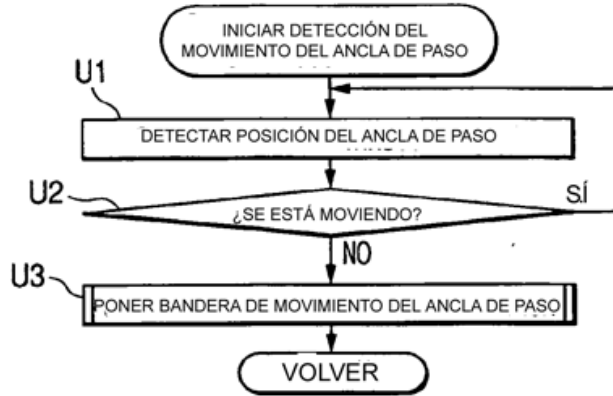 INICIAR DETECCIÓN DEL
MOVIMIENTO DEL ANCLA DE PASO
U1
DETECTAR POSICIÓN DEL ANCLA DE PASO
U2
¿SE ESTÁ MOVIENDO?
SÍ
NO
U3
PONER BANDERA DE MOVIMIENTO DEL ANCLA DE PASO
VOLVER